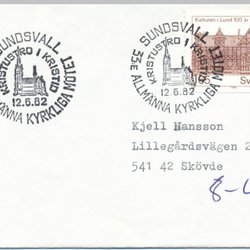 SUNDSVALL
KRISTUSTRO I KRISTID
12.6.82
ALLMÄNNA KYRKLIGA MÖTET
SUNDSVALL
KRISTUSTRO I KRISTID
12.6.82
33:E ALLMÄNNA KYRKLIGA MÖTET
Kulturen i Lund 100 år
Kjell Hansson
Lillegårdsvägen 2
541 42 Skövde